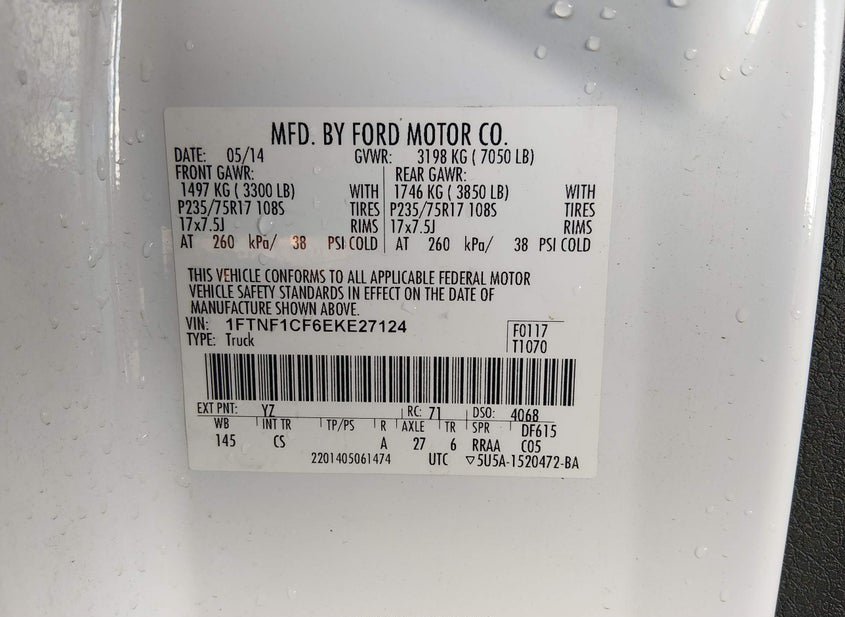 MFD. BY FORD MOTOR CO.
DATE: 05/14 GVWR: 3198 KG ( 7050 LB)
FRONT GAWR: REAR GAWR:
1497 KG ( 3300 LB) WITH 1746 KG ( 3850 LB) WITH
P235/75R17 108S TIRES P235/75R17 108S TIRES
17x7.5J RIMS 17x7.5J RIMS
AT 260 kPa/ 38 PSI COLD AT 260 kPa/ 38 PSI COLD
THIS VEHICLE CONFORMS TO ALL APPLICABLE FEDERAL MOTOR
VEHICLE SAFETY STANDARDS IN EFFECT ON THE DATE OF
MANUFACTURE SHOWN ABOVE.
VIN: 1FTNF1CF6EKE27124 F0117
TYPE: Truck T1070
EXT PNT: YZ RC: 71 DSO: 4068
WB INT TR TP/PS R AXLE TR SPR DF615
145 CS A 27 6 RRAA C05
2201405061474 UTC ▽5U5A-1520472-BA